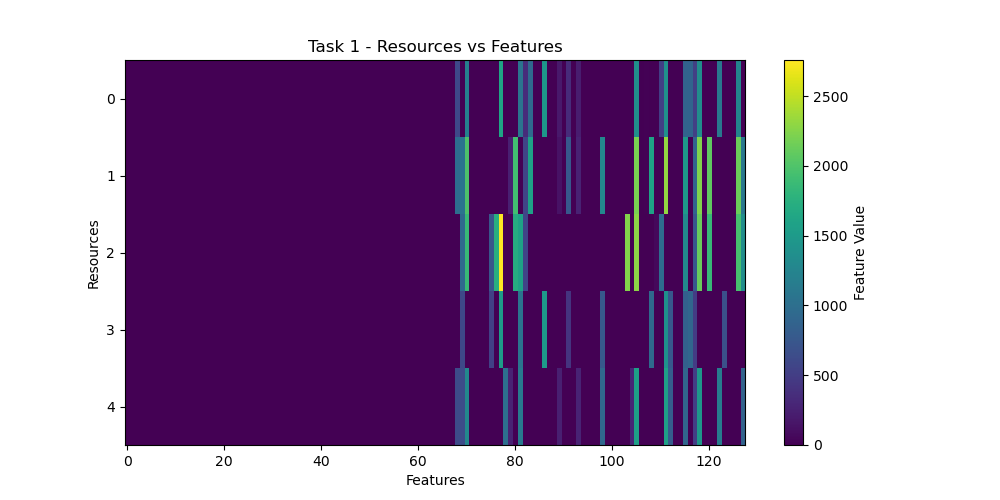 Task 1 - Resources vs Features
0
1
2
3
4
Resources
0 20 40 60 80 100 120
Features
2500
2000
1500
1000
500
0
Feature Value